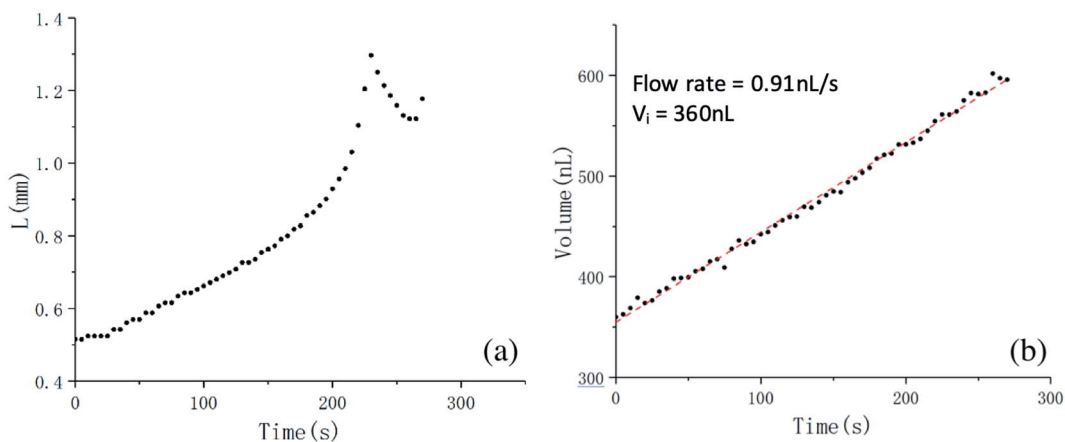 1.4
1.2
1.0
0.8
0.6
0.4
L(mm)
0
100
200
300
Time(s)
(a)
600
500
400
300
Volume(nL)
Flow rate = 0.91nL/s
Vᵢ = 360nL
0
100
200
300
Time(s)
(b)